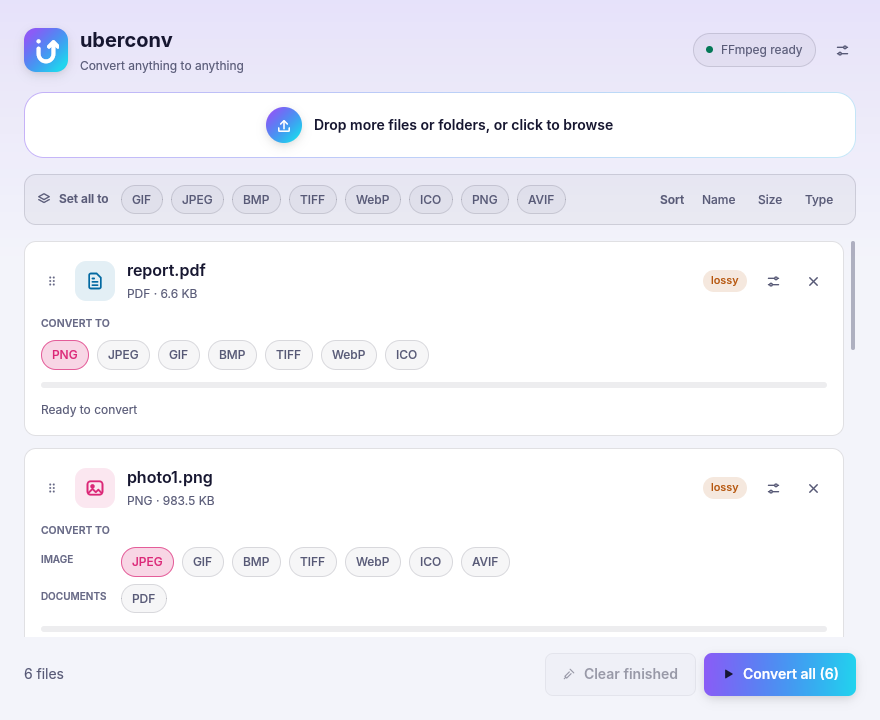 uberconv
Convert anything to anything
FFmpeg ready
Drop more files or folders, or click to browse
Set all to GIF JPEG BMP TIFF WebP ICO PNG AVIF Sort Name Size Type
report.pdf
PDF · 6.6 KB
lossy
CONVERT TO
PNG JPEG GIF BMP TIFF WebP ICO
Ready to convert
photo1.png
PNG · 983.5 KB
lossy
CONVERT TO
IMAGE JPEG GIF BMP TIFF WebP ICO AVIF
DOCUMENTS PDF
6 files Clear finished Convert all (6)